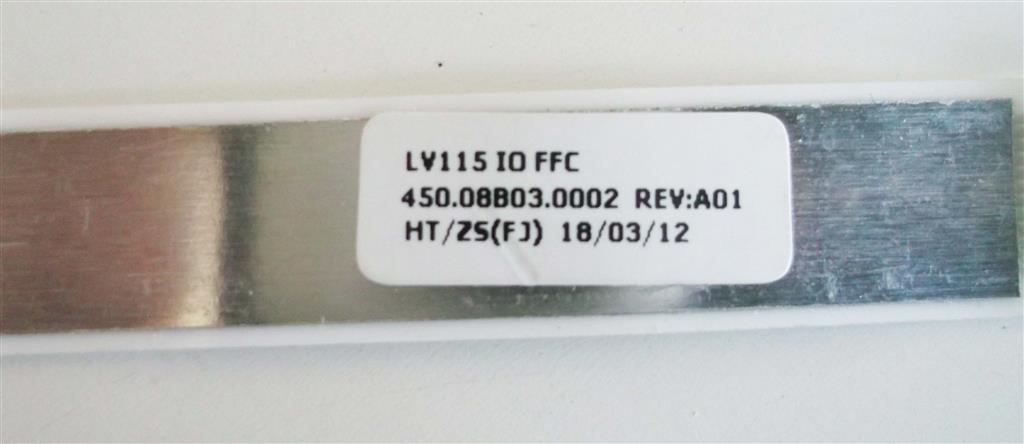 LV115 IO FFC
450.08B03.0002 REV:A01
HT/ZS(FJ) 18/03/12